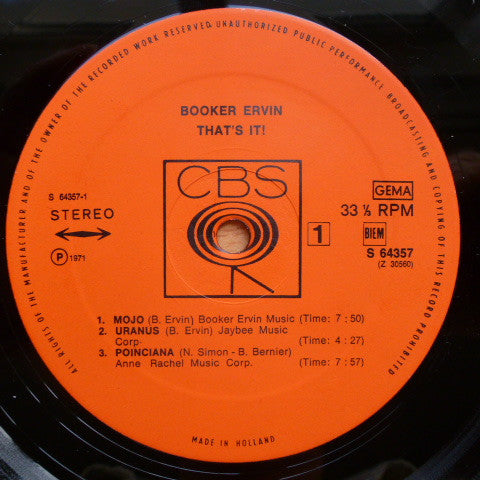 ALL RIGHTS OF THE MANUFACTURER AND OF THE OWNER OF THE RECORDED WORK RESERVED. UNAUTHORIZED PUBLIC PERFORMANCE, BROADCASTING AND COPYING OF THIS RECORD PROHIBITED
BOOKER ERVIN
THAT'S IT!
CBS
S 64357-1
STEREO
P 1971
GEMA
33 ⅓ RPM
1
BIEM
S 64357
(Z. 30560)
1. MOJO (B. Ervin) Booker Ervin Music (Time: 7 : 50)
2. URANUS (B. Ervin) Jaybee Music
Corp. (Time: 4 : 27)
3. POINCIANA (N. Simon - B. Bernier)
Anne Rachel Music Corp. (Time: 7 : 57)
MADE IN HOLLAND